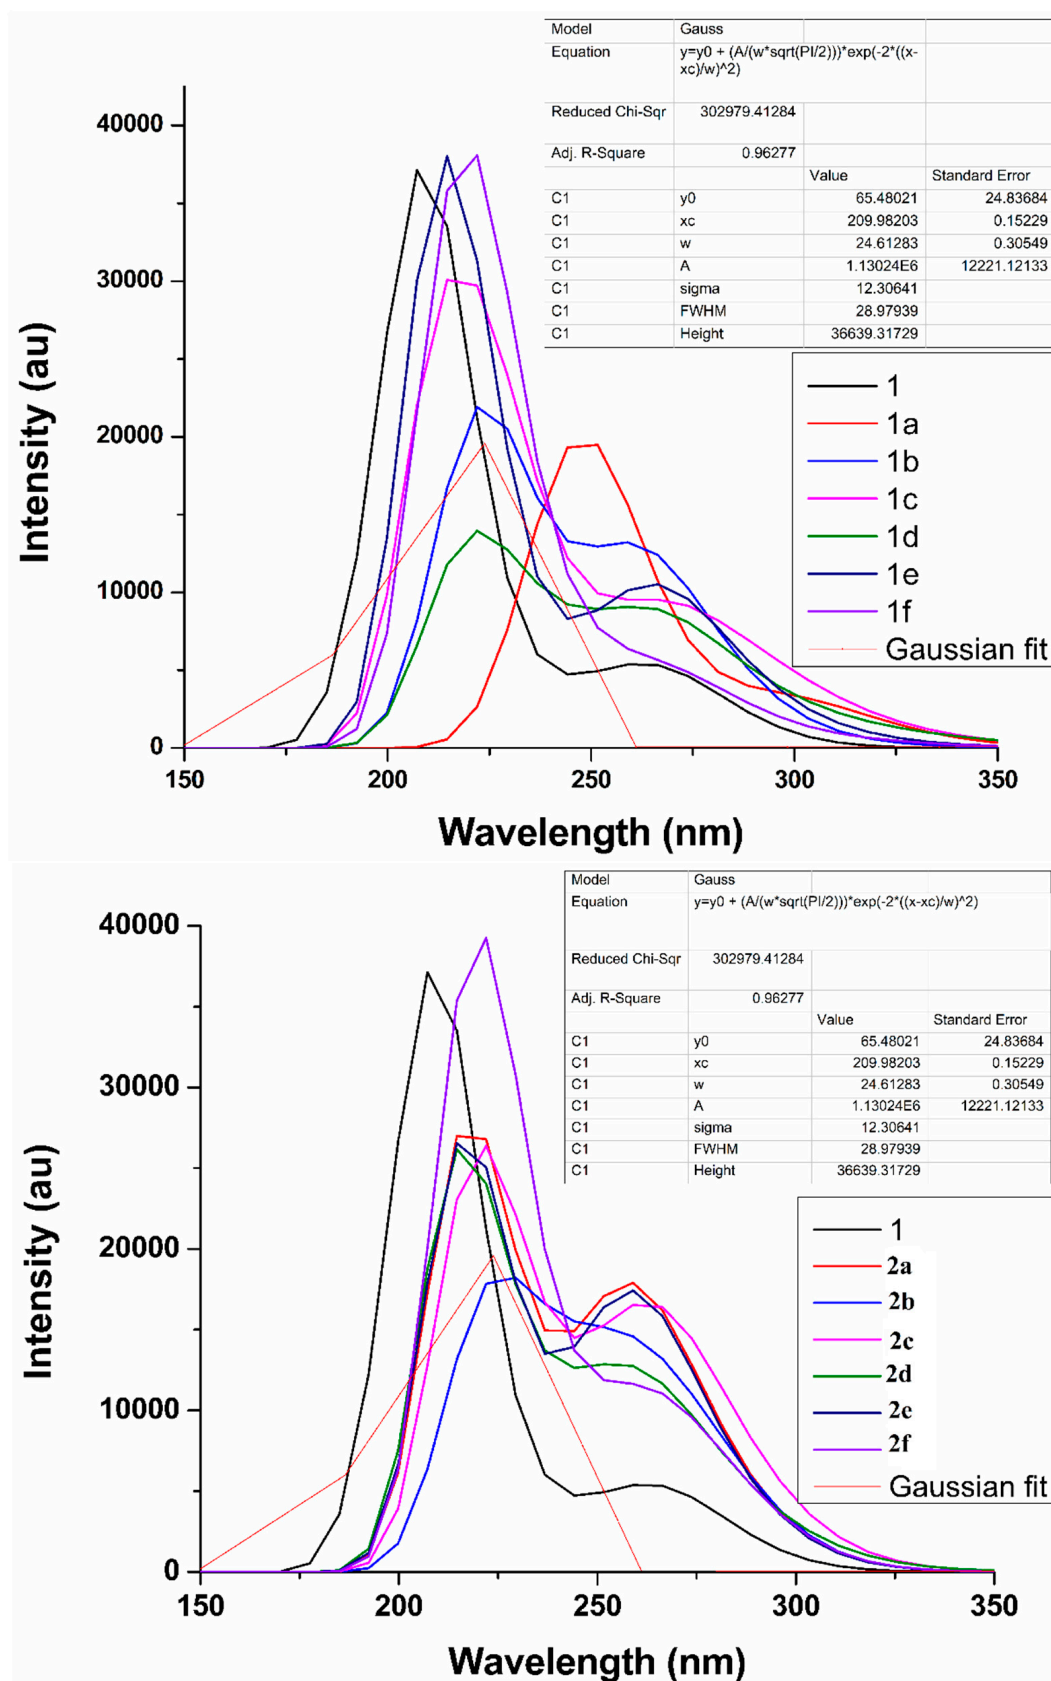 Model Gauss
Equation y=y0 + (A/(w*sqrt(PI/2)))*exp(-2*((x-
xc)/w)^2)
Reduced Chi-Sqr 302979.41284
Adj. R-Square 0.96277
Value Standard Error
C1 y0 65.48021 24.83684
C1 xc 209.98203 0.15229
C1 w 24.61283 0.30549
C1 A 1.13024E6 12221.12133
C1 sigma 12.30641
C1 FWHM 28.97939
C1 Height 36639.31729
40000
30000
20000
10000
0
Intensity (au)
1
1a
1b
1c
1d
1e
1f
Gaussian fit
150 200 250 300 350
Wavelength (nm)
Model Gauss
Equation y=y0 + (A/(w*sqrt(PI/2)))*exp(-2*((x-xc)/w)^2)
Reduced Chi-Sqr 302979.41284
Adj. R-Square 0.96277
Value Standard Error
C1 y0 65.48021 24.83684
C1 xc 209.98203 0.15229
C1 w 24.61283 0.30549
C1 A 1.13024E6 12221.12133
C1 sigma 12.30641
C1 FWHM 28.97939
C1 Height 36639.31729
40000
30000
20000
10000
0
Intensity (au)
1
2a
2b
2c
2d
2e
2f
Gaussian fit
150 200 250 300 350
Wavelength (nm)